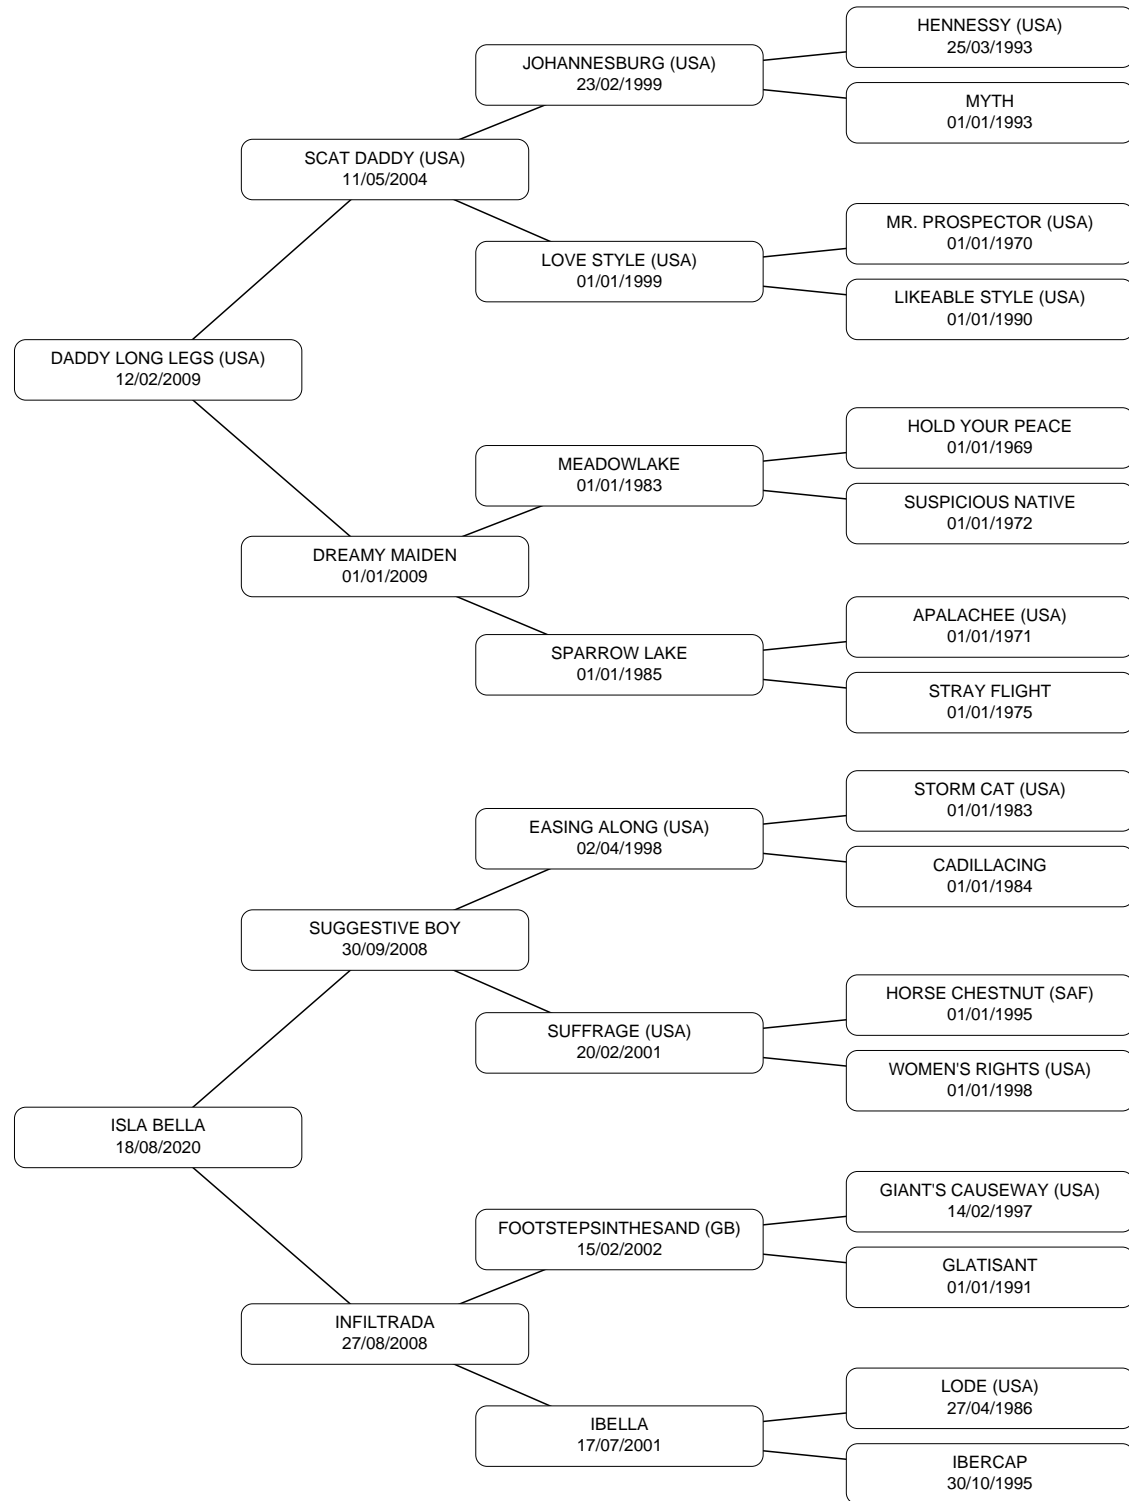 HENNESSY (USA)
25/03/1993
JOHANNESBURG (USA)
23/02/1999
MYTH
01/01/1993
SCAT DADDY (USA)
11/05/2004
MR. PROSPECTOR (USA)
01/01/1970
LOVE STYLE (USA)
01/01/1999
LIKEABLE STYLE (USA)
01/01/1990
DADDY LONG LEGS (USA)
12/02/2009
HOLD YOUR PEACE
01/01/1969
MEADOWLAKE
01/01/1983
SUSPICIOUS NATIVE
01/01/1972
DREAMY MAIDEN
01/01/2009
APALACHEE (USA)
01/01/1971
SPARROW LAKE
01/01/1985
STRAY FLIGHT
01/01/1975
STORM CAT (USA)
01/01/1983
EASING ALONG (USA)
02/04/1998
CADILLACING
01/01/1984
SUGGESTIVE BOY
30/09/2008
HORSE CHESTNUT (SAF)
01/01/1995
SUFFRAGE (USA)
20/02/2001
WOMEN'S RIGHTS (USA)
01/01/1998
ISLA BELLA
18/08/2020
GIANT'S CAUSEWAY (USA)
14/02/1997
FOOTSTEPSINTHESAND (GB)
15/02/2002
GLATISANT
01/01/1991
INFILTRADA
27/08/2008
LODE (USA)
27/04/1986
IBELLA
17/07/2001
IBERCAP
30/10/1995